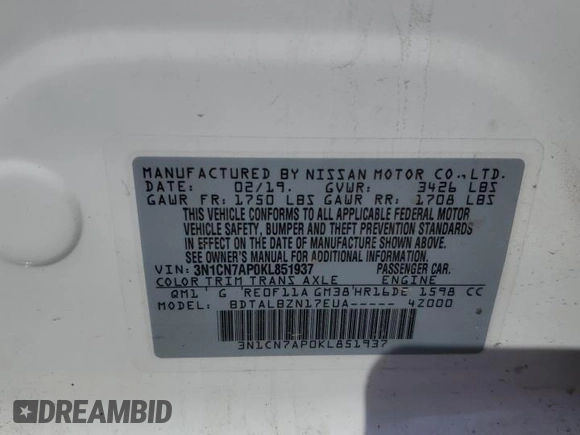 MANUFACTURED BY NISSAN MOTOR CO.,LTD.
DATE: 02/19. GVWR: 3426 LBS
GAWR FR: 1750 LBS GAWR RR: 1708 LBS
THIS VEHICLE CONFORMS TO ALL APPLICABLE FEDERAL MOTOR
VEHICLE SAFETY, BUMPER AND THEFT PREVENTION STANDARDS
IN EFFECT ON THE DATE OF MANUFACTURE SHOWN ABOVE.
SEE OWNER'S MANUAL FOR ADDITIONAL INFORMATION.
VIN: 3N1CN7AP0KL851937 PASSENGER CAR.
COLOR TRIM TRANS AXLE ENGINE
QM1 G RE0F11A GM38 HR16DE 1598 CC
MODEL: BDTALBZN17EUA----- 42000
3N1CN7AP0KL851937
DREAMBID